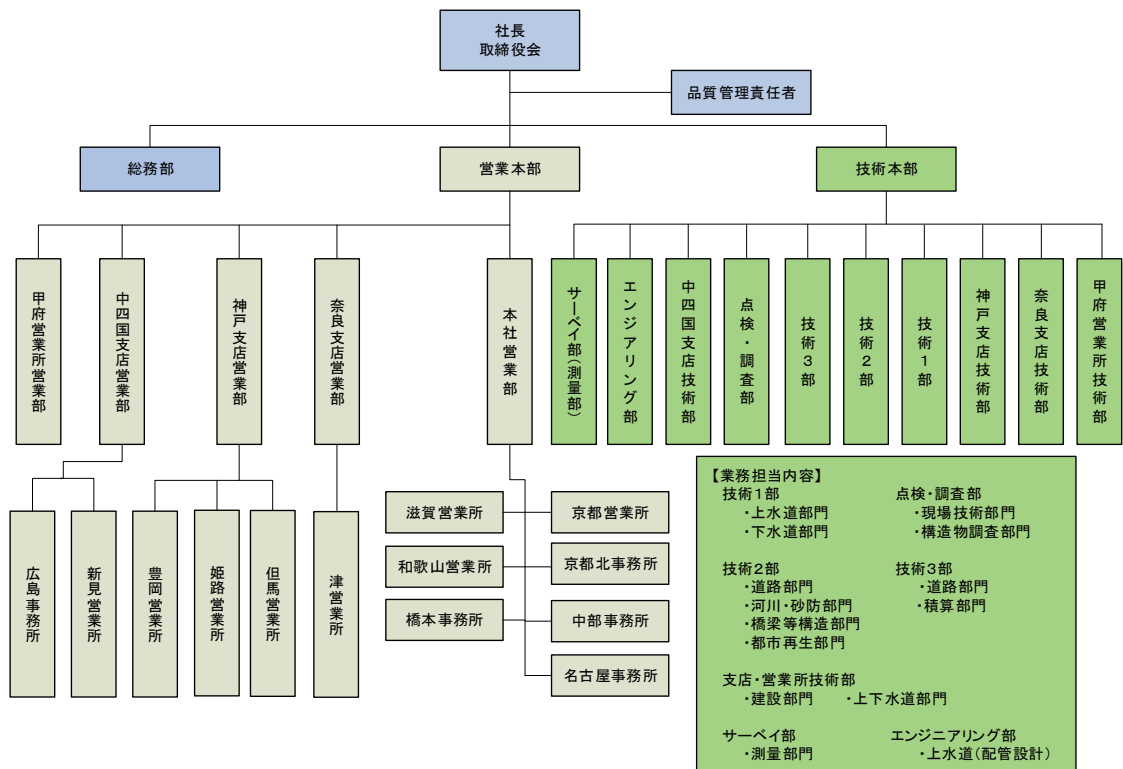 社長
取締役会
品質管理責任者
総務部
営業本部
技術本部
甲府営業所営業部
中四国支店営業部
神戸支店営業部
奈良支店営業部
本社営業部
サーベイ部(測量部)
エンジアリング部
中四国支店技術部
点検・調査部
技術3部
技術2部
技術1部
神戸支店技術部
奈良支店技術部
甲府営業所技術部
広島事務所
新見営業所
豊岡営業所
姫路営業所
但馬営業所
津営業所
滋賀営業所
京都営業所
和歌山営業所
京都北事務所
橋本事務所
中部事務所
名古屋事務所
【業務担当内容】
技術1部
・上水道部門
・下水道部門
点検・調査部
・現場技術部門
・構造物調査部門
技術2部
・道路部門
・河川・砂防部門
・橋梁等構造部門
・都市再生部門
技術3部
・道路部門
・積算部門
支店・営業所技術部
・建設部門 ・上下水道部門
サーベイ部
・測量部門
エンジニアリング部
・上水道(配管設計)